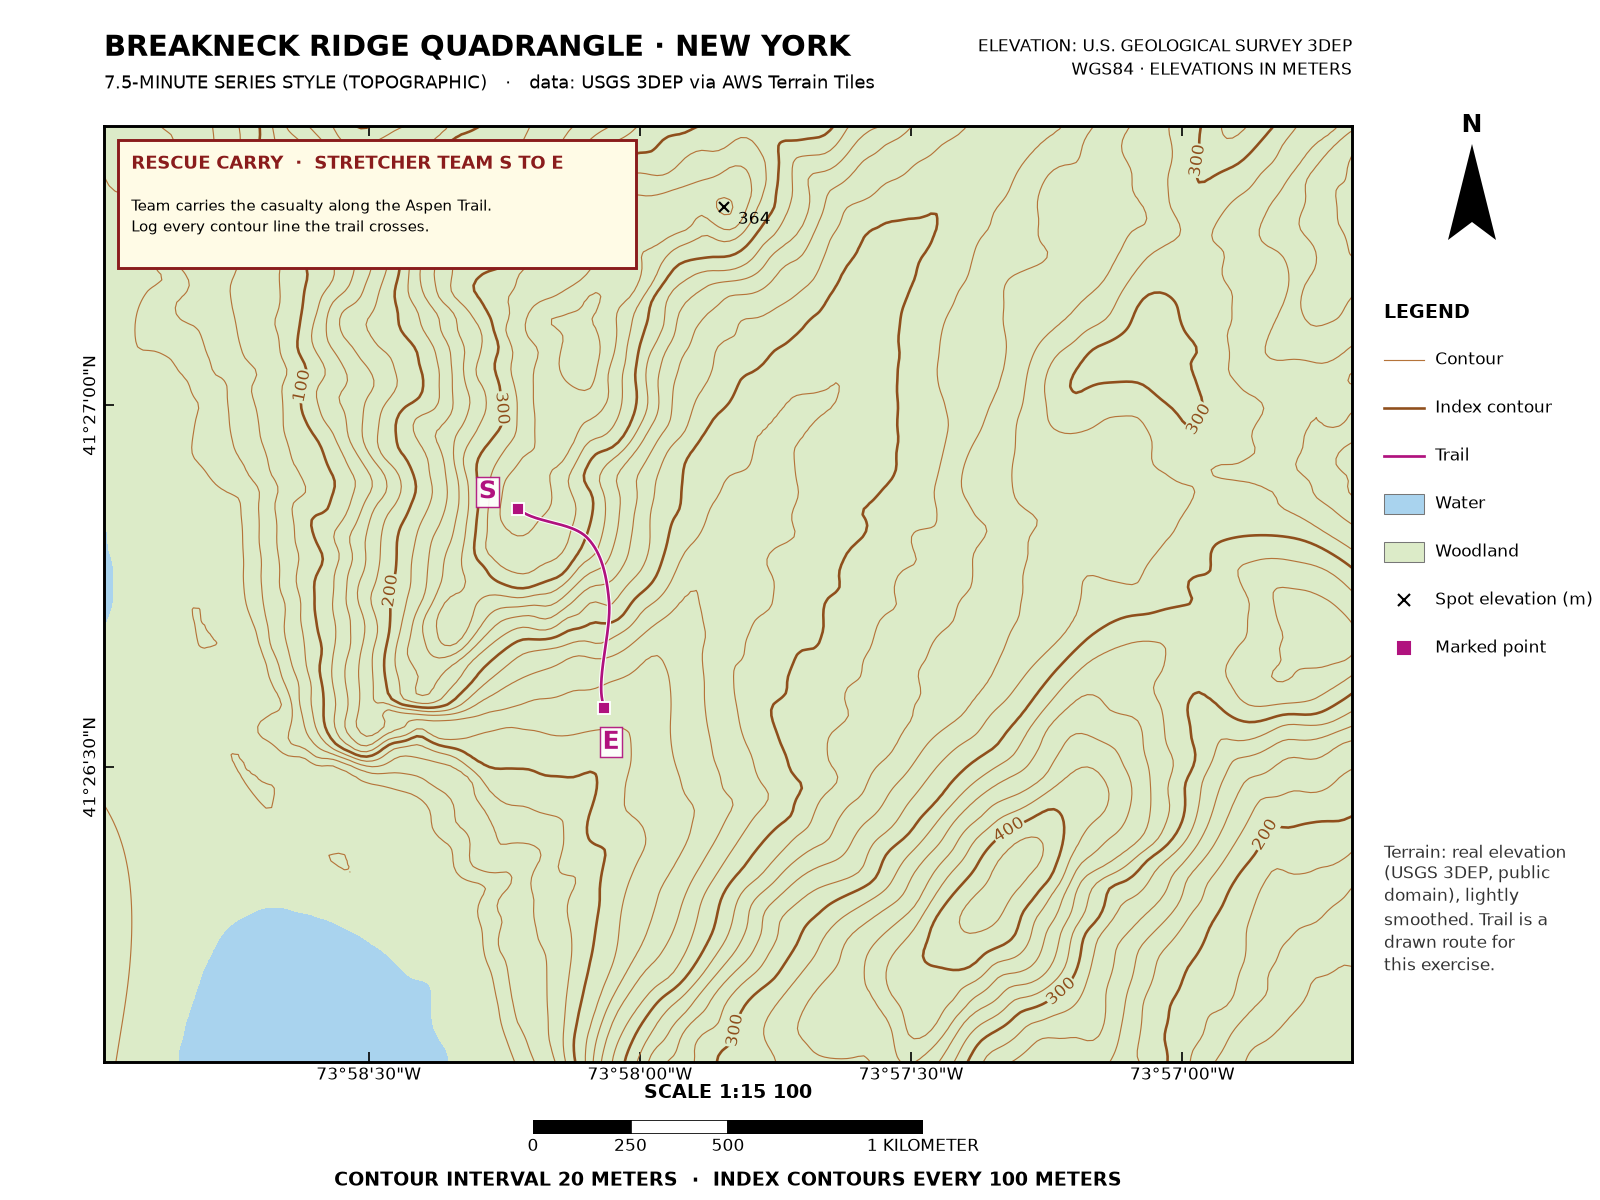 BREAKNECK RIDGE QUADRANGLE · NEW YORK
7.5-MINUTE SERIES STYLE (TOPOGRAPHIC) · data: USGS 3DEP via AWS Terrain Tiles
ELEVATION: U.S. GEOLOGICAL SURVEY 3DEP
WGS84 · ELEVATIONS IN METERS
RESCUE CARRY · STRETCHER TEAM S TO E
Team carries the casualty along the Aspen Trail.
Log every contour line the trail crosses.
364
300
100
300
300
S
200
E
400
200
300
300
41°27'00"N
41°26'30"N
73°58'30"W
73°58'00"W
73°57'30"W
73°57'00"W
N
LEGEND
Contour
Index contour
Trail
Water
Woodland
Spot elevation (m)
Marked point
Terrain: real elevation
(USGS 3DEP, public
domain), lightly
smoothed. Trail is a
drawn route for
this exercise.
SCALE 1:15 100
0 250 500 1 KILOMETER
CONTOUR INTERVAL 20 METERS · INDEX CONTOURS EVERY 100 METERS